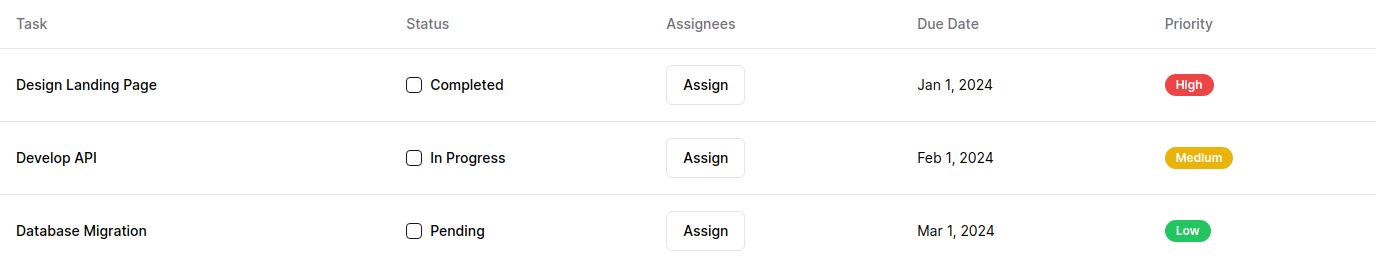 Task Status Assignees Due Date Priority
Design Landing Page Completed Assign Jan 1, 2024 High
Develop API In Progress Assign Feb 1, 2024 Medium
Database Migration Pending Assign Mar 1, 2024 Low